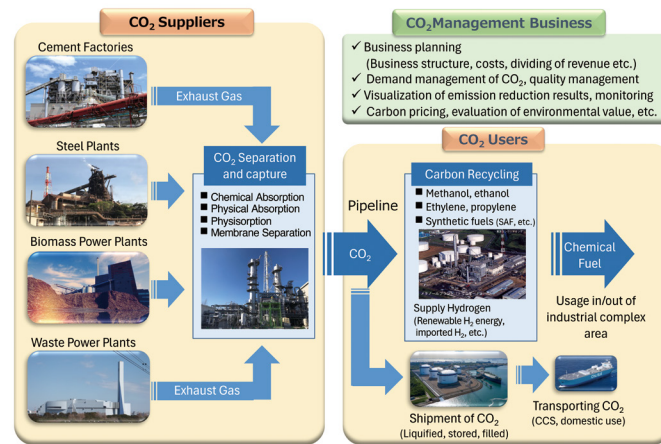 CO₂ Suppliers
Cement Factories
Exhaust Gas
Steel Plants
Biomass Power Plants
Waste Power Plants
Exhaust Gas
CO₂ Separation
and capture
■ Chemical Absorption
■ Physical Absorption
■ Physisorption
■ Membrane Separation
CO₂Management Business
✓ Business planning
(Business structure, costs, dividing of revenue etc.)
✓ Demand management of CO₂, quality management
✓ Visualization of emission reduction results, monitoring
✓ Carbon pricing, evaluation of environmental value, etc.
CO₂ Users
Pipeline
CO₂
Carbon Recycling
■ Methanol, ethanol
■ Ethylene, propylene
■ Synthetic fuels (SAF, etc.)
Supply Hydrogen
(Renewable H₂ energy,
imported H₂, etc.)
Chemical
Fuel
Usage in/out of
industrial complex
area
Shipment of CO₂
(Liquified, stored, filled)
Transporting CO₂
(CCS, domestic use)